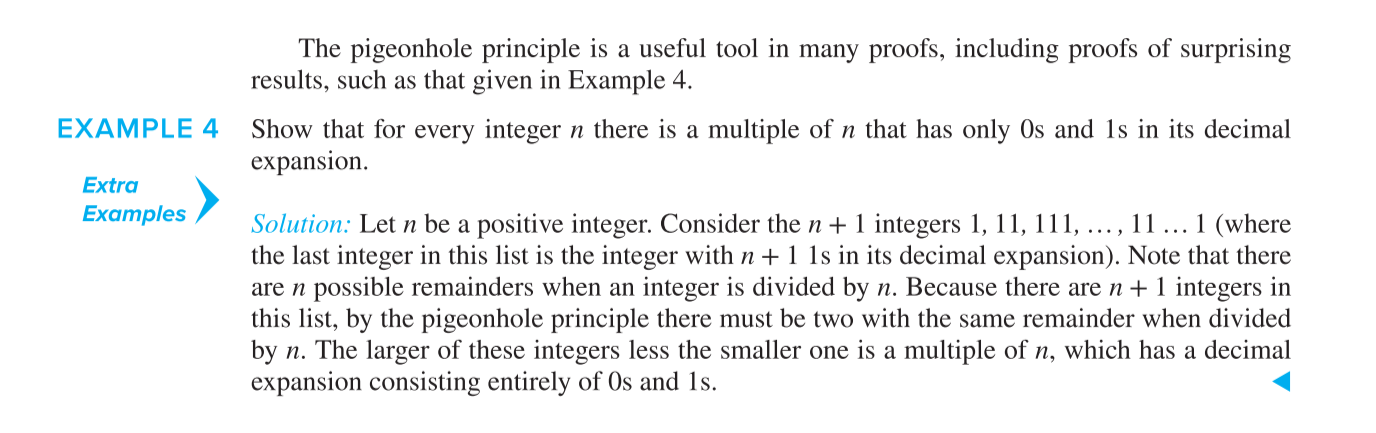 The pigeonhole principle is a useful tool in many proofs, including proofs of surprising
results, such as that given in Example 4.
EXAMPLE 4 Show that for every integer n there is a multiple of n that has only 0s and 1s in its decimal
expansion.
Extra
Examples
Solution: Let n be a positive integer. Consider the n + 1 integers 1, 11, 111, … , 11 … 1 (where
the last integer in this list is the integer with n + 1 1s in its decimal expansion). Note that there
are n possible remainders when an integer is divided by n. Because there are n + 1 integers in
this list, by the pigeonhole principle there must be two with the same remainder when divided
by n. The larger of these integers less the smaller one is a multiple of n, which has a decimal
expansion consisting entirely of 0s and 1s.